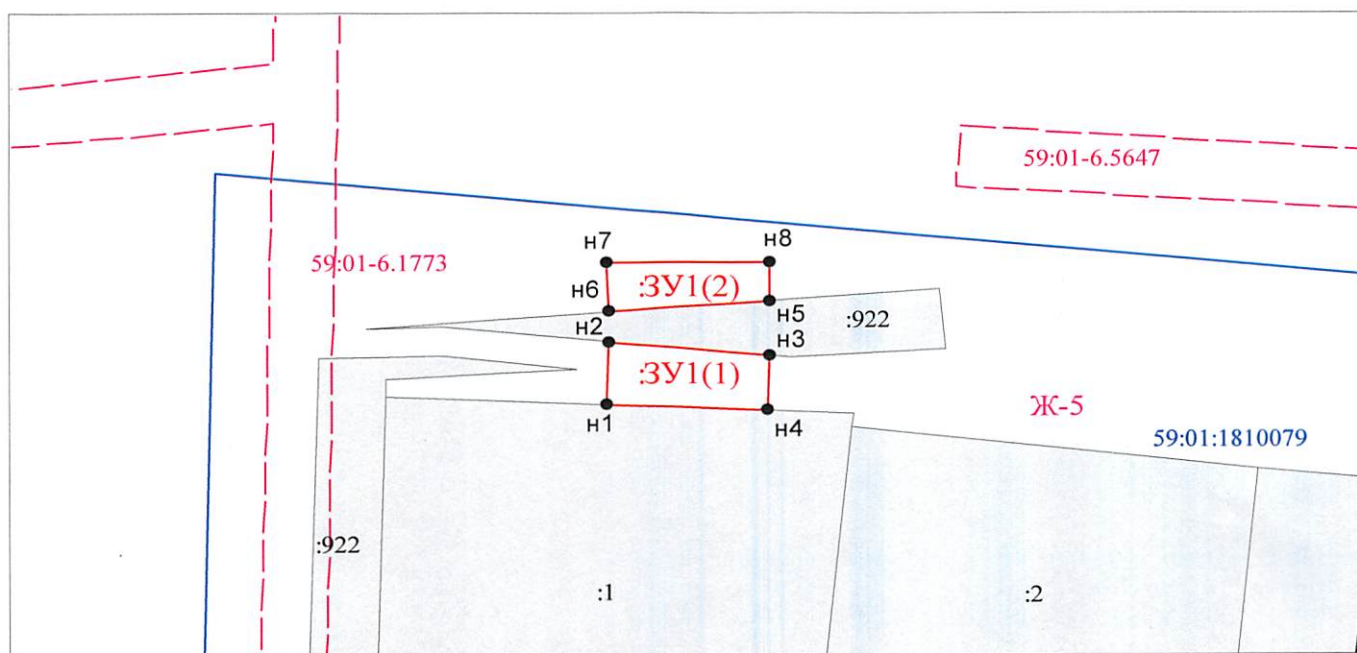 59:01-6.5647
н7
н8
59:01-6.1773
:ЗУ1(2)
н6
н5
:922
н2
н3
:ЗУ1(1)
н1
н4
Ж-5
59:01:1810079
:922
:1
:2